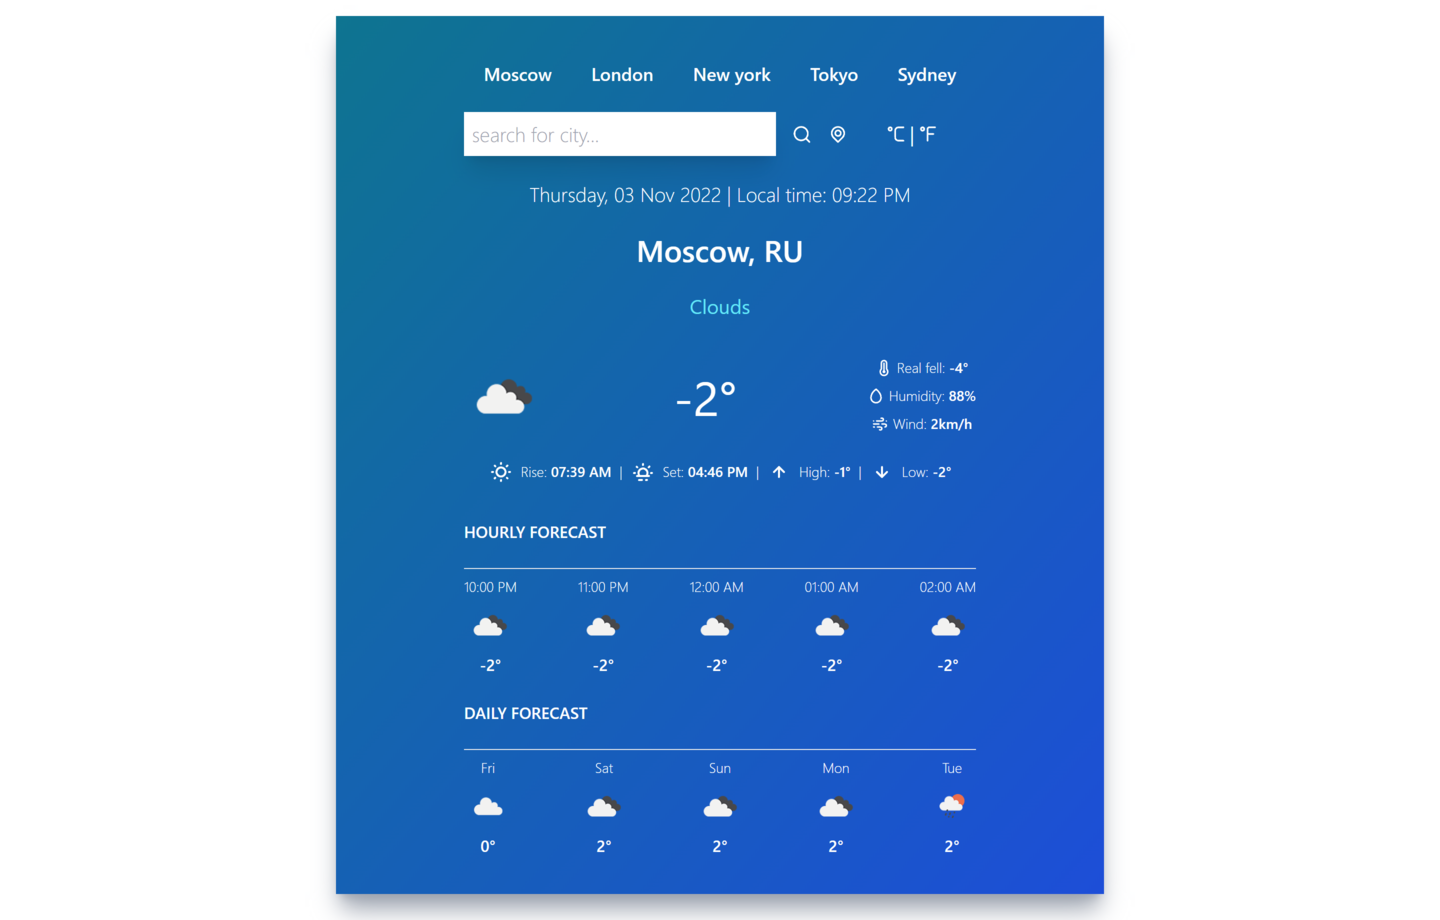 Moscow London New york Tokyo Sydney
search for city... °C | °F
Thursday, 03 Nov 2022 | Local time: 09:22 PM
Moscow, RU
Clouds
-2°
Real fell: -4°
Humidity: 88%
Wind: 2km/h
Rise: 07:39 AM | Set: 04:46 PM | High: -1° | Low: -2°
HOURLY FORECAST
10:00 PM 11:00 PM 12:00 AM 01:00 AM 02:00 AM
-2° -2° -2° -2° -2°
DAILY FORECAST
Fri Sat Sun Mon Tue
0° 2° 2° 2° 2°